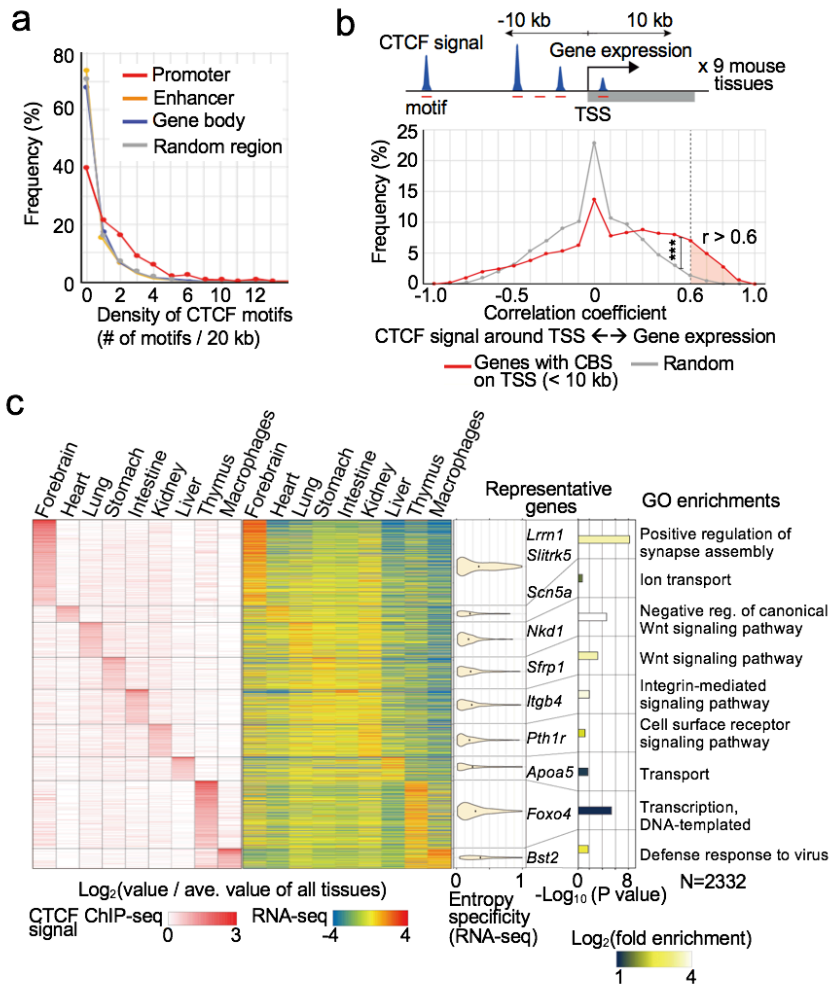 a
Frequency (%)
80
60
40
20
0
Promoter
Enhancer
Gene body
Random region
0 2 4 6 8 10 12
Density of CTCF motifs
(# of motifs / 20 kb)
b
-10 kb 10 kb
CTCF signal
Gene expression
x 9 mouse
tissues
motif
TSS
Frequency (%)
25
20
15
10
5
0
***
r > 0.6
-1.0 -0.5 0 0.6 1.0
Correlation coefficient
CTCF signal around TSS ←→ Gene expression
Genes with CBS
on TSS (< 10 kb)
Random
c
Forebrain
Heart
Lung
Stomach
Intestine
Kidney
Liver
Thymus
Macrophages
Forebrain
Heart
Lung
Stomach
Intestine
Kidney
Liver
Thymus
Macrophages
Representative
genes
GO enrichments
Lrrn1
Slitrk5
Scn5a
Nkd1
Sfrp1
Itgb4
Pth1r
Apoa5
Foxo4
Bst2
Positive regulation of
synapse assembly
Ion transport
Negative reg. of canonical
Wnt signaling pathway
Wnt signaling pathway
Integrin-mediated
signaling pathway
Cell surface receptor
signaling pathway
Transport
Transcription,
DNA-templated
Defense response to virus
N=2332
0 1
Entropy
specificity
(RNA-seq)
0 8
-Log10 (P value)
Log2(value / ave. value of all tissues)
CTCF ChIP-seq
signal
0 3
RNA-seq
-4 4
Log2(fold enrichment)
1 4